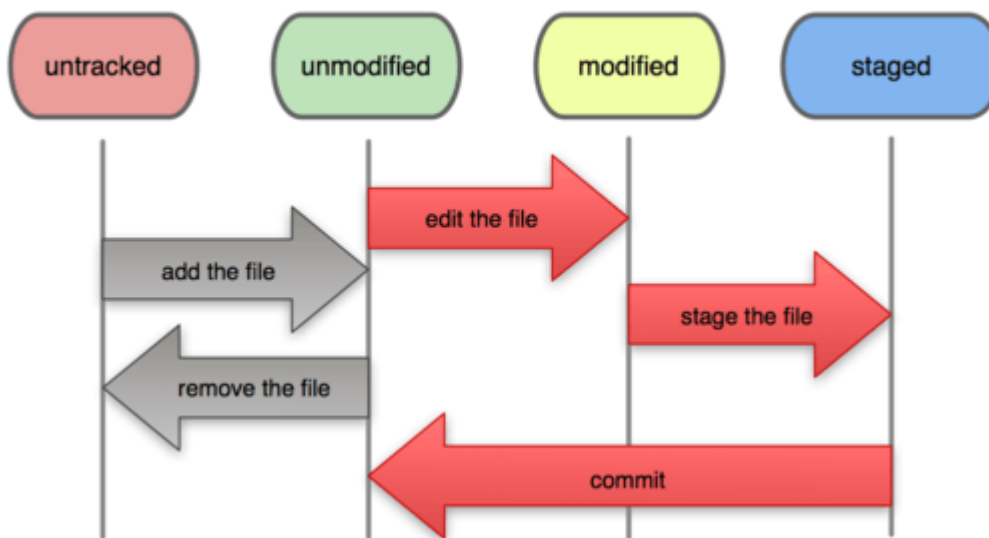 untracked
unmodified
modified
staged
edit the file
add the file
stage the file
remove the file
commit